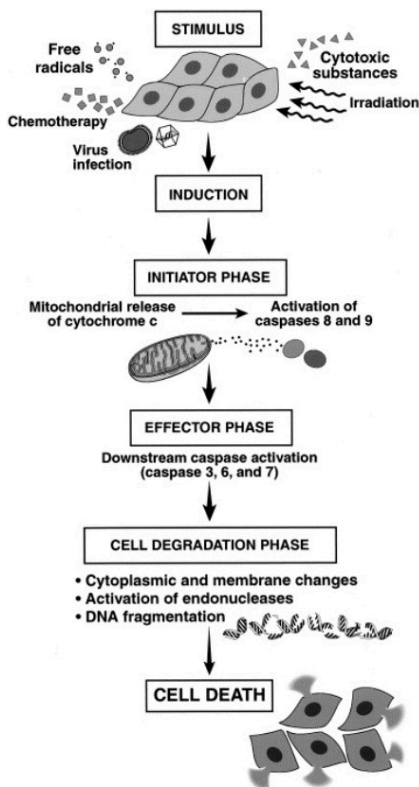 STIMULUS
Free
radicals
Cytotoxic
substances
Chemotherapy
Irradiation
Virus
infection
INDUCTION
INITIATOR PHASE
Mitochondrial release
of cytochrome c
Activation of
caspases 8 and 9
EFFECTOR PHASE
Downstream caspase activation
(caspase 3, 6, and 7)
CELL DEGRADATION PHASE
• Cytoplasmic and membrane changes
• Activation of endonucleases
• DNA fragmentation
CELL DEATH